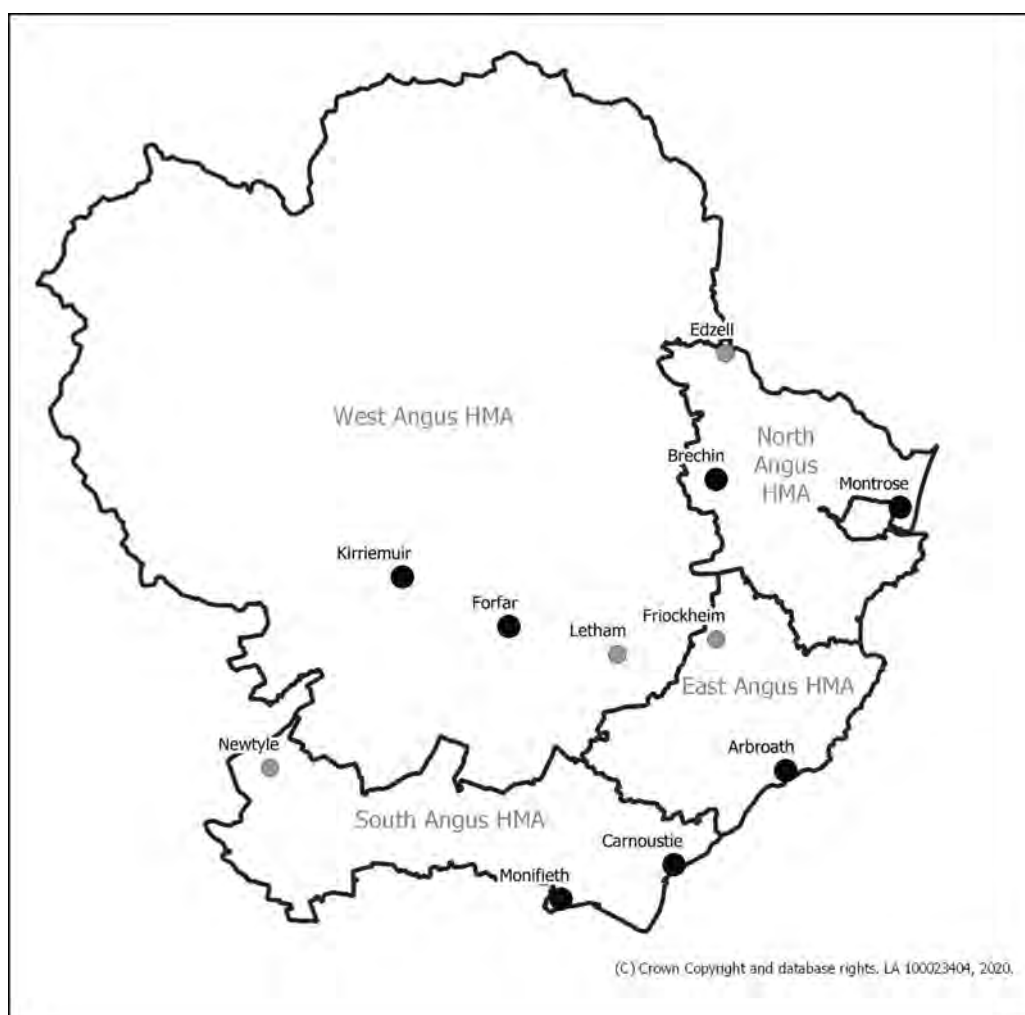 Edzell
West Angus HMA
North
Angus
HMA
Brechin
Montrose
Kirriemuir
Forfar
Letham
Friockheim
East Angus HMA
Newtyle
Arbroath
South Angus HMA
Carnoustie
Monifieth
(C) Crown Copyright and database rights. LA 100023404, 2020.